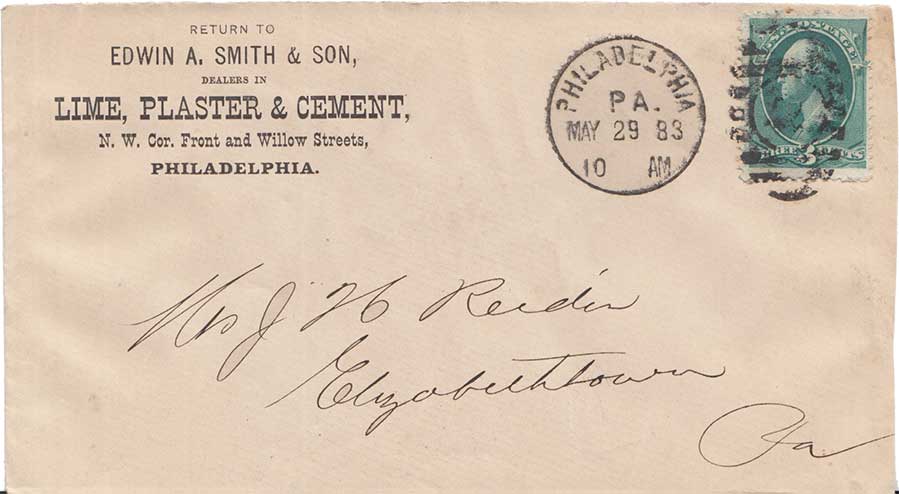 RETURN TO
EDWIN A. SMITH & SON,
DEALERS IN
LIME, PLASTER & CEMENT,
N. W. Cor. Front and Willow Streets,
PHILADELPHIA.
PHILADELPHIA
PA.
MAY 29 83
10 AM
3
J H
Elizabethtown
Pa